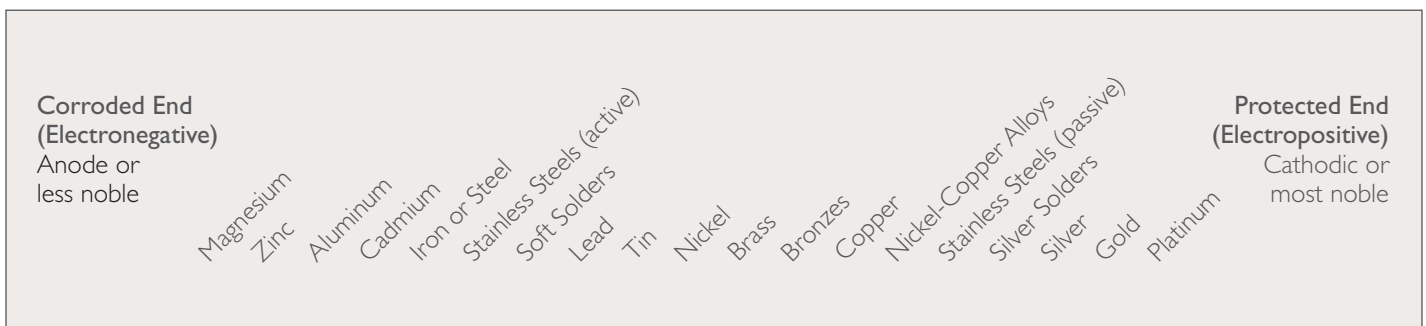 Corroded End
(Electronegative)
Anode or
less noble
Magnesium
Zinc
Aluminum
Cadmium
Iron or Steel
Stainless Steels (active)
Soft Solders
Lead
Tin
Nickel
Brass
Bronzes
Copper
Nickel-Copper Alloys
Stainless Steels (passive)
Silver Solders
Silver
Gold
Platinum
Protected End
(Electropositive)
Cathodic or
most noble